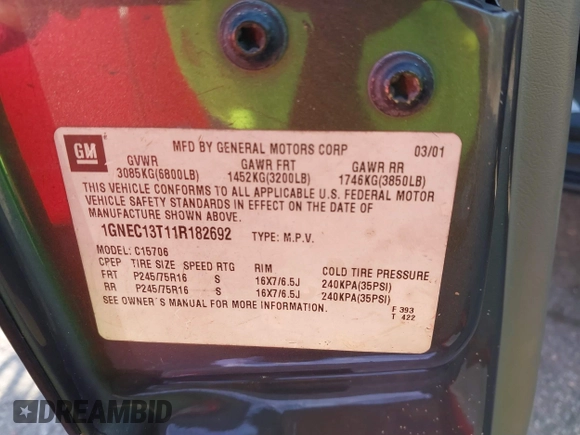 GM
MFD BY GENERAL MOTORS CORP 03/01
GVWR GAWR FRT GAWR RR
3085KG(6800LB) 1452KG(3200LB) 1746KG(3850LB)
THIS VEHICLE CONFORMS TO ALL APPLICABLE U.S. FEDERAL MOTOR
VEHICLE SAFETY STANDARDS IN EFFECT ON THE DATE OF
MANUFACTURE SHOWN ABOVE.
1GNEC13T11R182692 TYPE: M.P.V.
MODEL: C15706
CPEP TIRE SIZE SPEED RTG RIM COLD TIRE PRESSURE
FRT P245/75R16 S 16X7/6.5J 240KPA(35PSI)
RR P245/75R16 S 16X7/6.5J 240KPA(35PSI)
SEE OWNER'S MANUAL FOR MORE INFORMATION.
F 393
T 422
DREAMBID